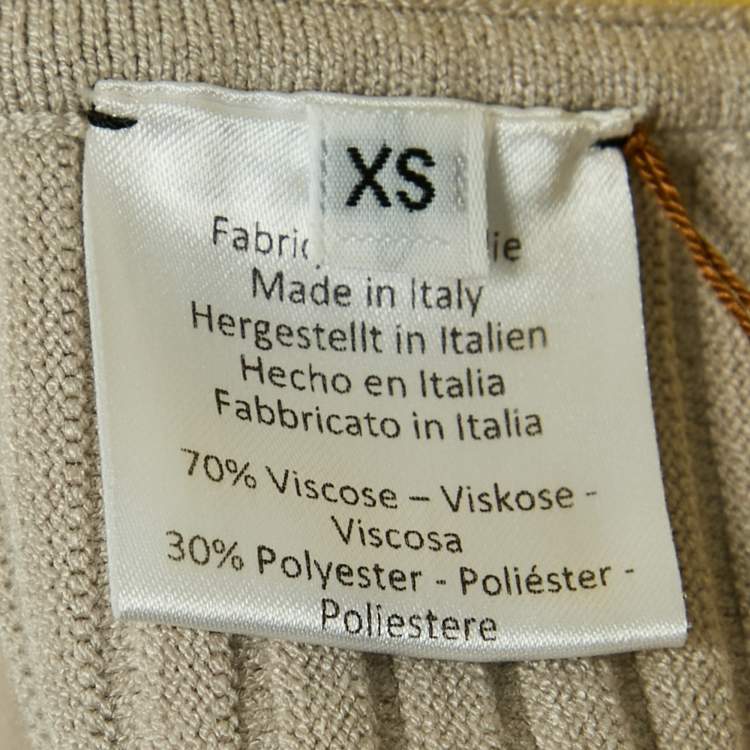 XS
Made in Italy
Hergestellt in Italien
Hecho en Italia
Fabbricato in Italia
70% Viscose – Viskose -
Viscosa
30% Polyester - Poliéster -
Poliestere